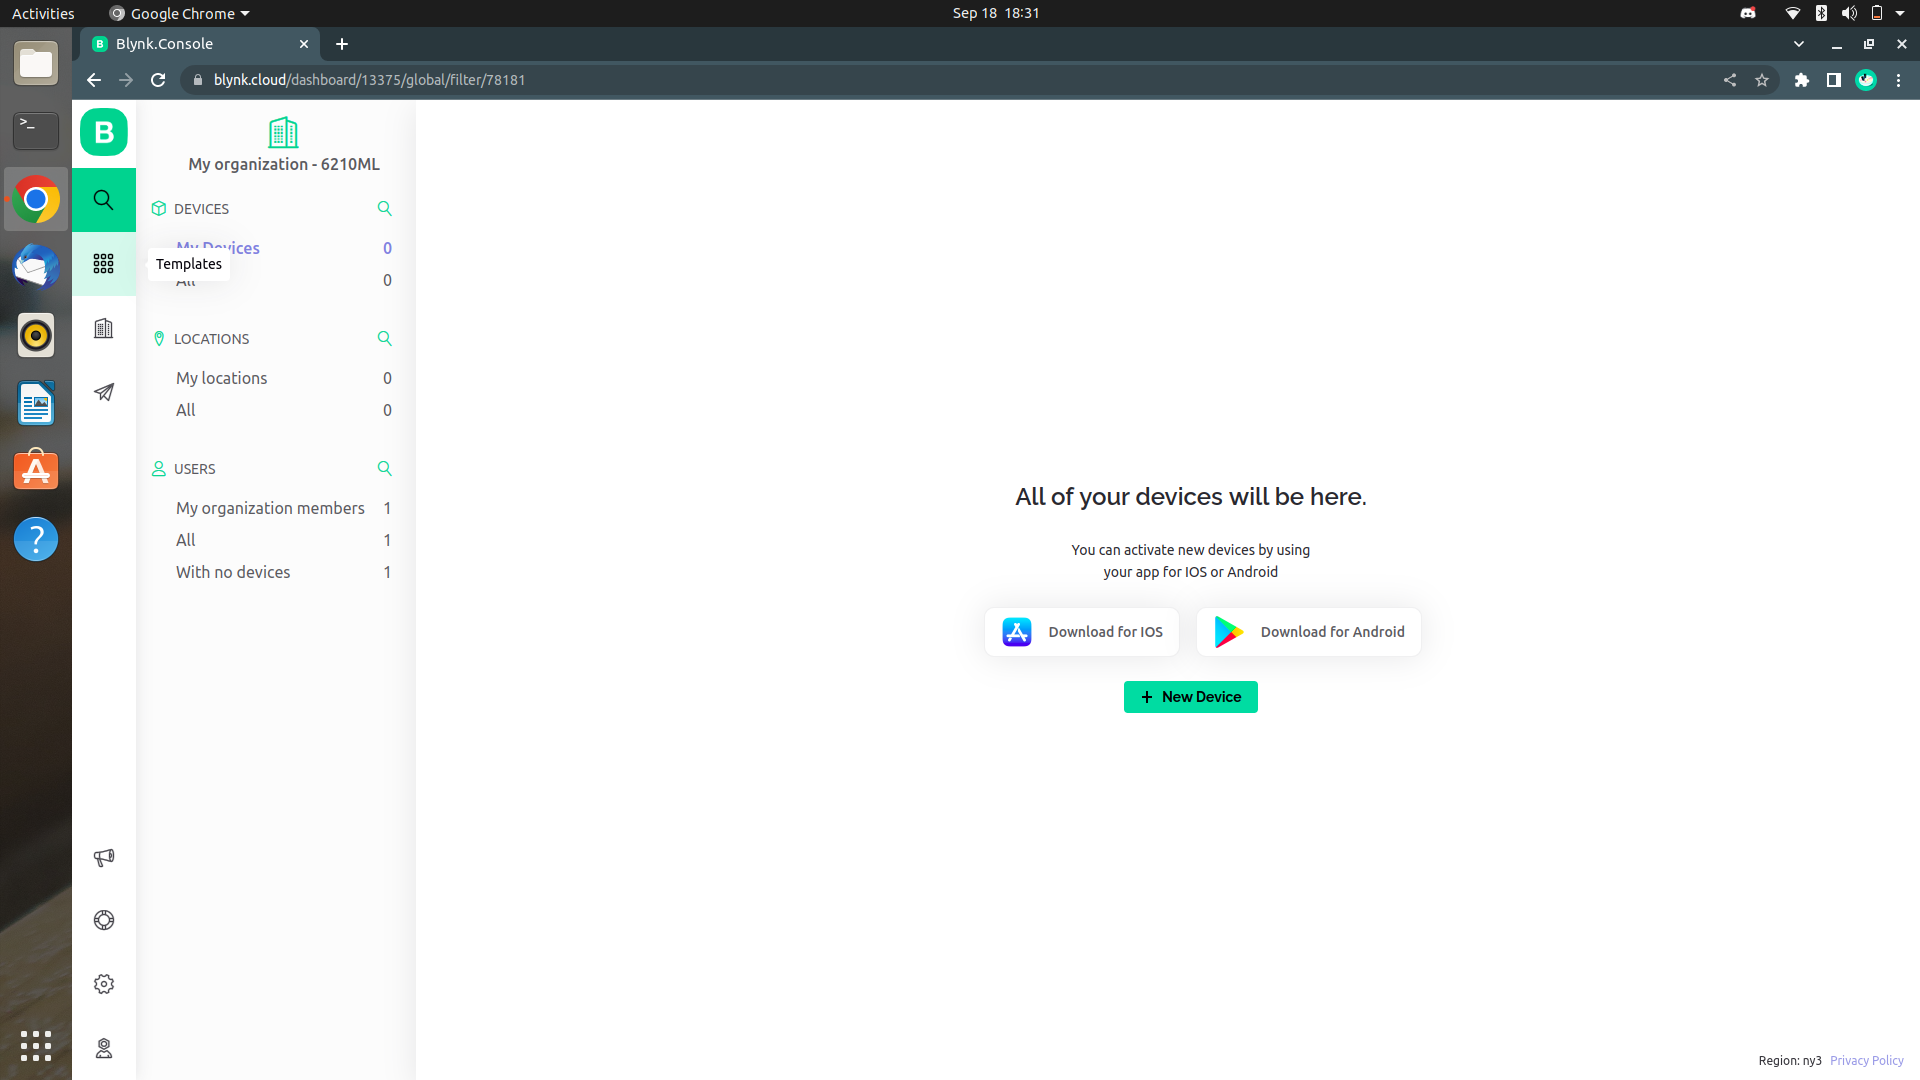 Activities
Google Chrome
Sep 18 18:31
Blynk.Console
blynk.cloud/dashboard/13375/global/filter/78181
B
My organization - 6210ML
DEVICES
My Devices 0
Templates
All 0
LOCATIONS
My locations 0
All 0
USERS
My organization members 1
All 1
With no devices 1
All of your devices will be here.
You can activate new devices by using
your app for IOS or Android
Download for IOS
Download for Android
+ New Device
Region: ny3 Privacy Policy